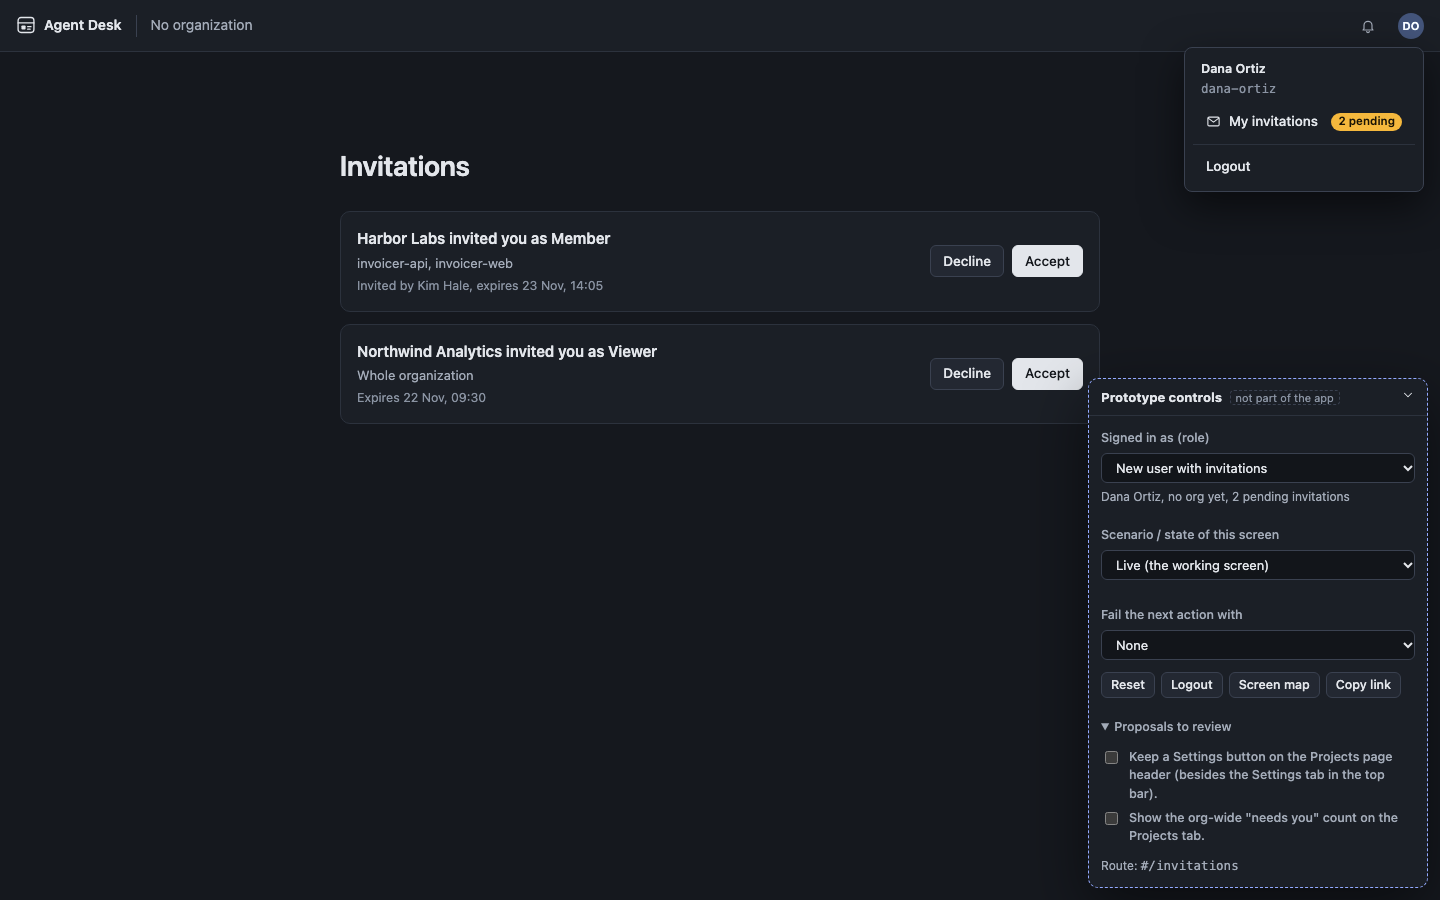 Agent Desk
No organization
DO
Dana Ortiz
dana-ortiz
My invitations
2 pending
Logout
Invitations
Harbor Labs invited you as Member
invoicer-api, invoicer-web
Invited by Kim Hale, expires 23 Nov, 14:05
Decline
Accept
Northwind Analytics invited you as Viewer
Whole organization
Expires 22 Nov, 09:30
Decline
Accept
Prototype controls
not part of the app
Signed in as (role)
New user with invitations
Dana Ortiz, no org yet, 2 pending invitations
Scenario / state of this screen
Live (the working screen)
Fail the next action with
None
Reset
Logout
Screen map
Copy link
Proposals to review
Keep a Settings button on the Projects page
header (besides the Settings tab in the top
bar).
Show the org-wide "needs you" count on the
Projects tab.
Route: #/invitations